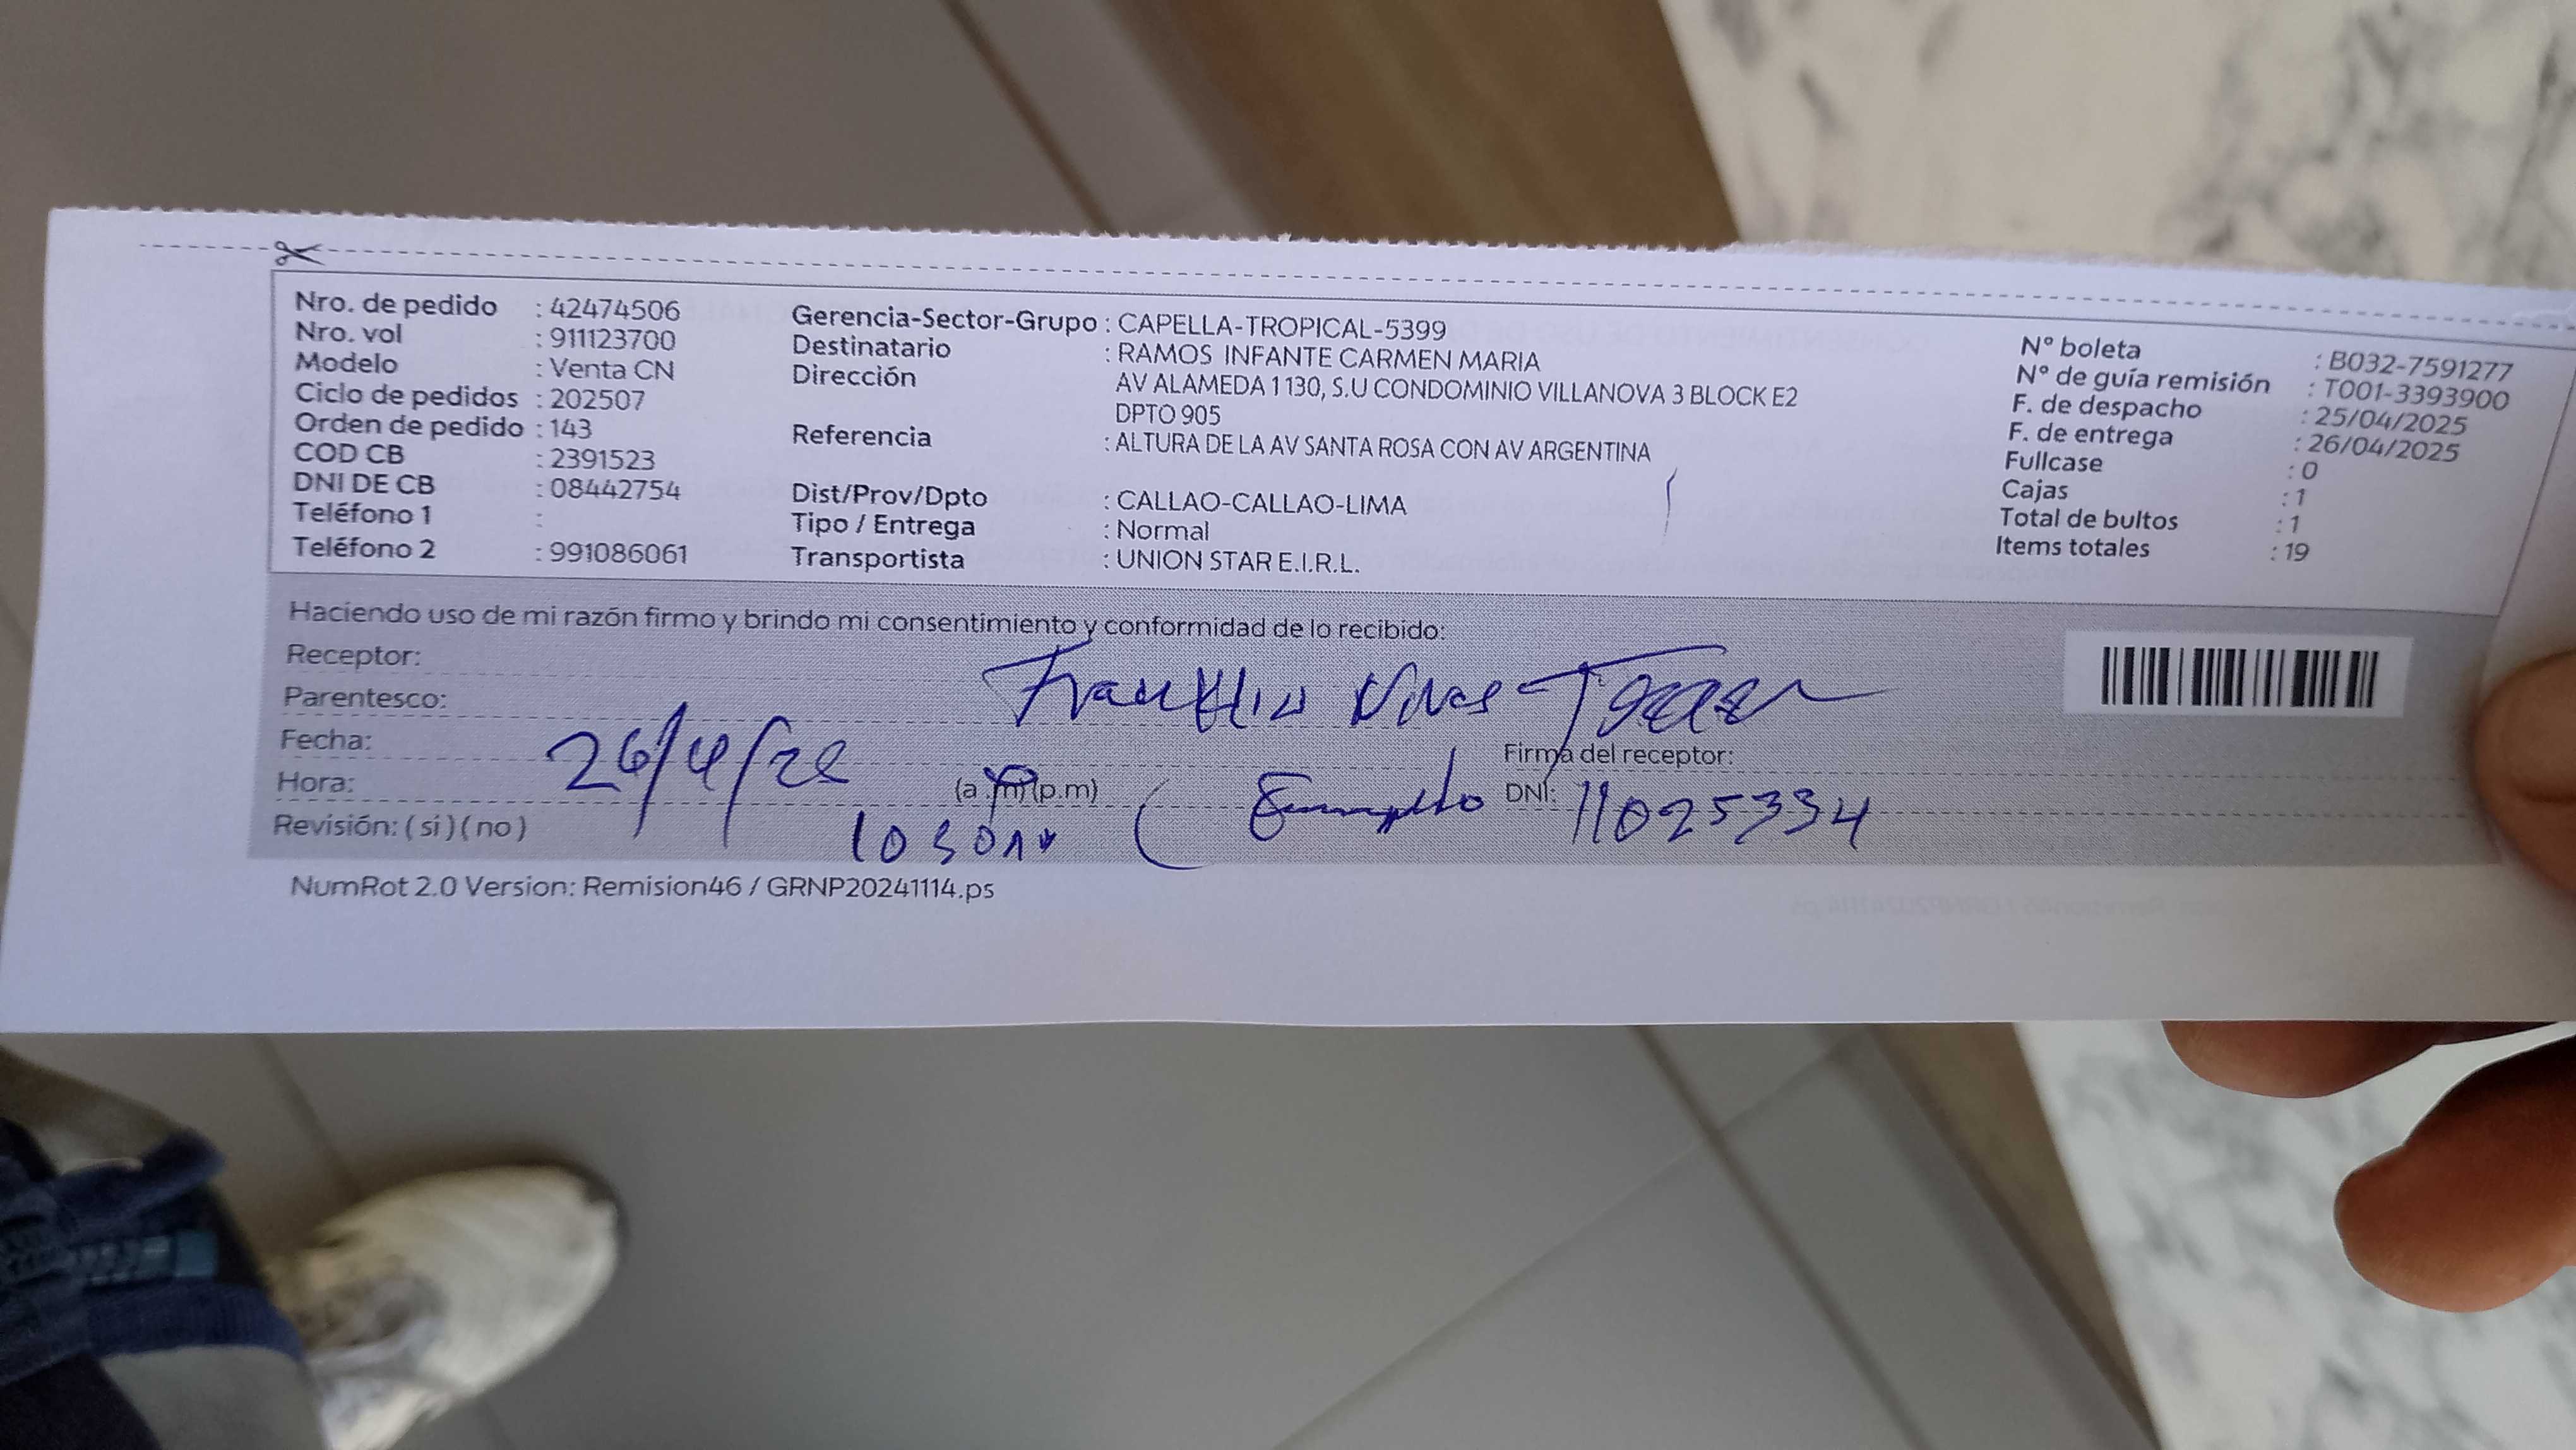 Nro. de pedido : 42474506
Nro. vol : 911123700
Modelo : Venta CN
Ciclo de pedidos : 202507
Orden de pedido : 143
COD CB : 2391523
DNI DE CB : 08442754
Teléfono 1 :
Teléfono 2 : 991086061
Gerencia-Sector-Grupo : CAPELLA-TROPICAL-5399
Destinatario : RAMOS INFANTE CARMEN MARIA
Dirección AV ALAMEDA 1130, S.U CONDOMINIO VILLANOVA 3 BLOCK E2
DPTO 905
Referencia : ALTURA DE LA AV SANTA ROSA CON AV ARGENTINA
Dist/Prov/Dpto : CALLAO-CALLAO-LIMA
Tipo / Entrega : Normal
Transportista : UNION STAR E.I.R.L.
N° boleta : B032-7591277
N° de guía remisión : T001-3393900
F. de despacho : 25/04/2025
F. de entrega : 26/04/2025
Fullcase : 0
Cajas : 1
Total de bultos : 1
Items totales : 19
Haciendo uso de mi razón firmo y brindo mi consentimiento y conformidad de lo recibido:
Receptor:
Parentesco:
Fecha: 26/4/
Firma del receptor:
Hora: (a.m)(p.m)
DNI: 11025334
Revisión: ( si ) ( no )
NumRot 2.0 Version: Remision46 / GRNP20241114.ps